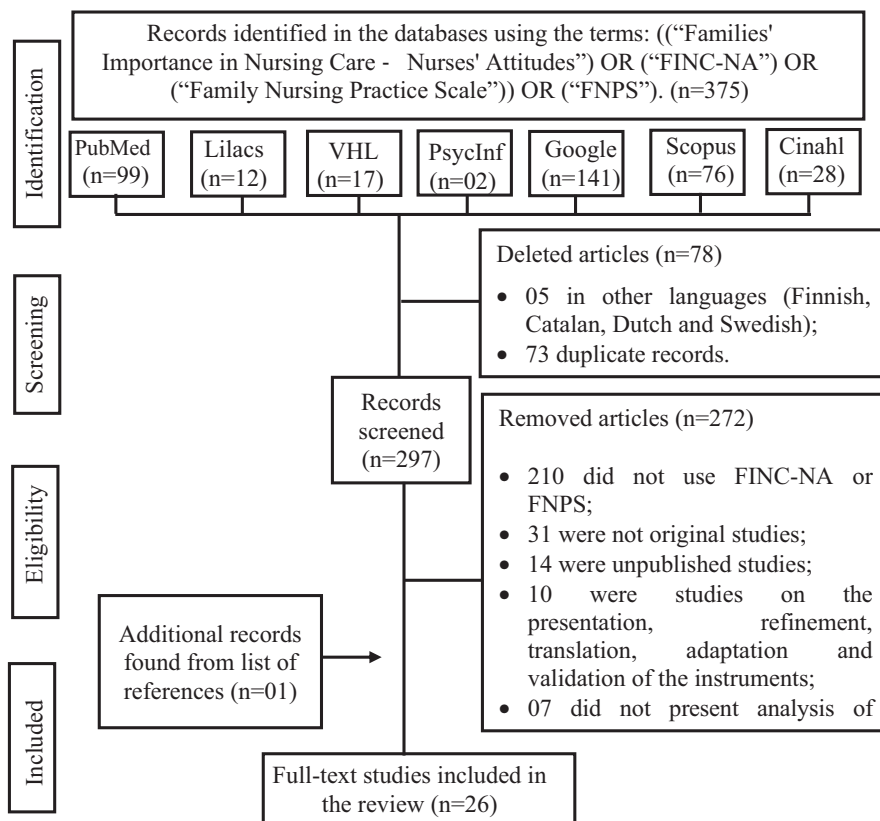 Identification
Records identified in the databases using the terms: ((“Families'
Importance in Nursing Care - Nurses' Attitudes”) OR (“FINC-NA”) OR
(“Family Nursing Practice Scale”)) OR (“FNPS”). (n=375)
PubMed
(n=99)
Lilacs
(n=12)
VHL
(n=17)
PsycInf
(n=02)
Google
(n=141)
Scopus
(n=76)
Cinahl
(n=28)
Screening
Deleted articles (n=78)
• 05 in other languages (Finnish,
Catalan, Dutch and Swedish);
• 73 duplicate records.
Records
screened
(n=297)
Eligibility
Removed articles (n=272)
• 210 did not use FINC-NA or
FNPS;
• 31 were not original studies;
• 14 were unpublished studies;
• 10 were studies on the
presentation, refinement,
translation, adaptation and
validation of the instruments;
• 07 did not present analysis of
Additional records
found from list of
references (n=01)
Included
Full-text studies included in
the review (n=26)